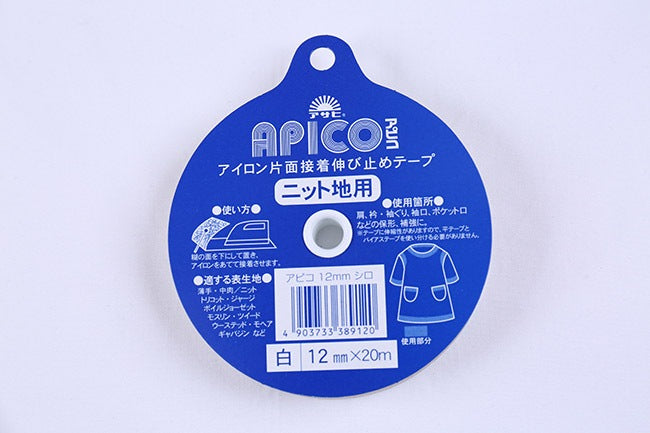 アサヒ®
APICO
アピコ
アイロン片面接着伸び止めテープ
ニット地用
●使い方●
糊の面を下にして置き、
アイロンをあてて接着させます。
●適する表生地●
薄手・中肉/ニット
トリコット・ジャージ
ボイルジョーゼット
モスリン・ツイード
ウーステッド・モヘア
ギャバジン など
●使用箇所●
肩、衿・袖ぐり、袖口、ポケット口
などの保形、補強に。
※テープに伸縮性がありますので、平テープと
バイアステープを使い分ける必要がありません。
使用部分
アピコ 12mm シロ
4 903733 389120
白 12mm×20m